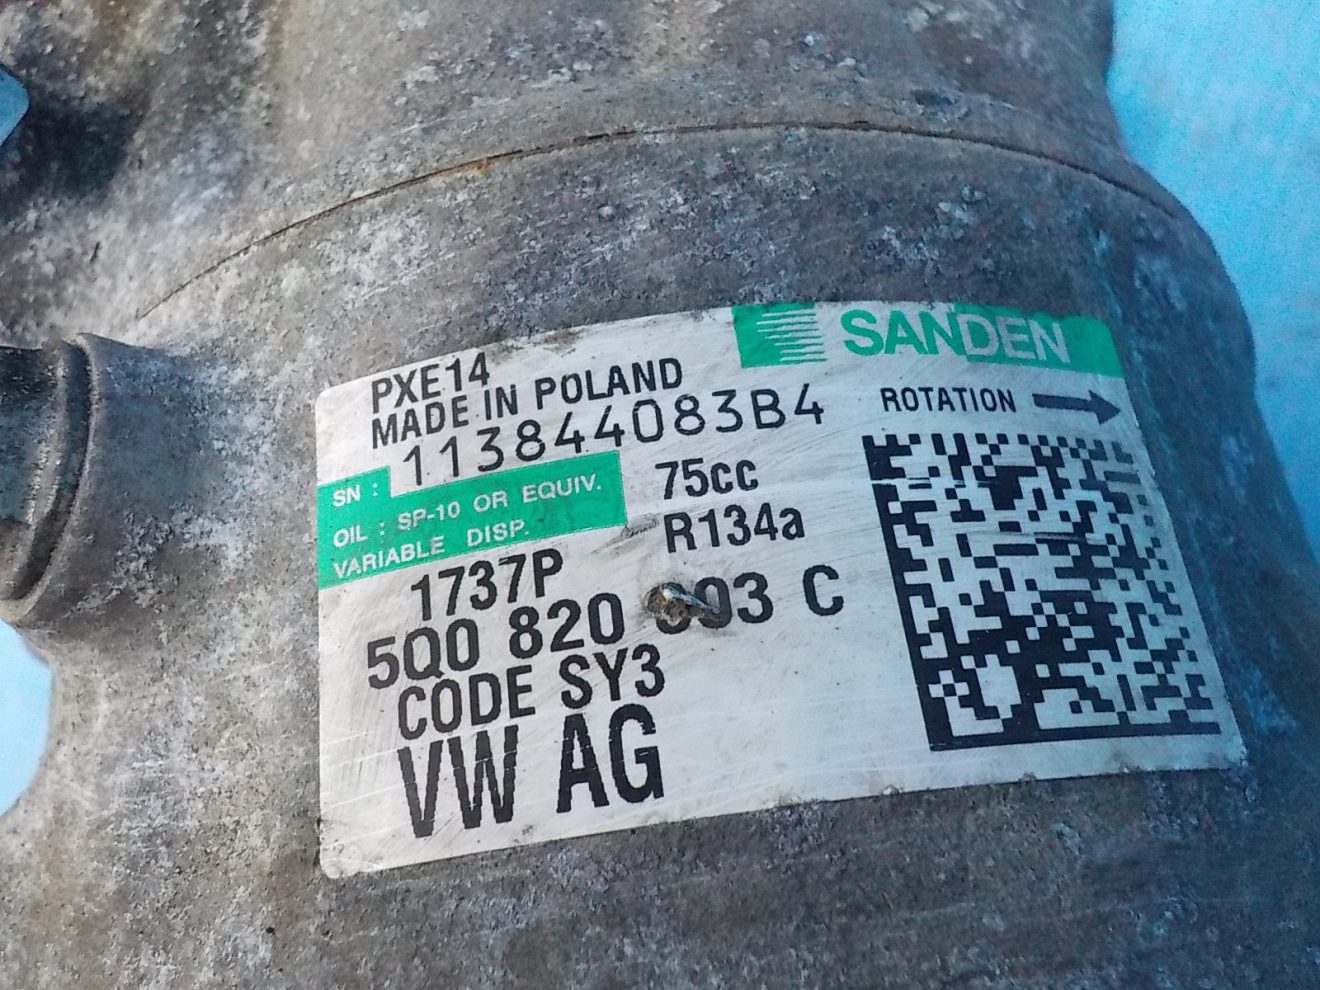 SANDEN
PXE14
MADE IN POLAND
ROTATION
SN : 113844083B4
OIL : SP-10 OR EQUIV. 75cc
VARIABLE DISP. R134a
1737P
5Q0 820 C
CODE SY3
VW AG